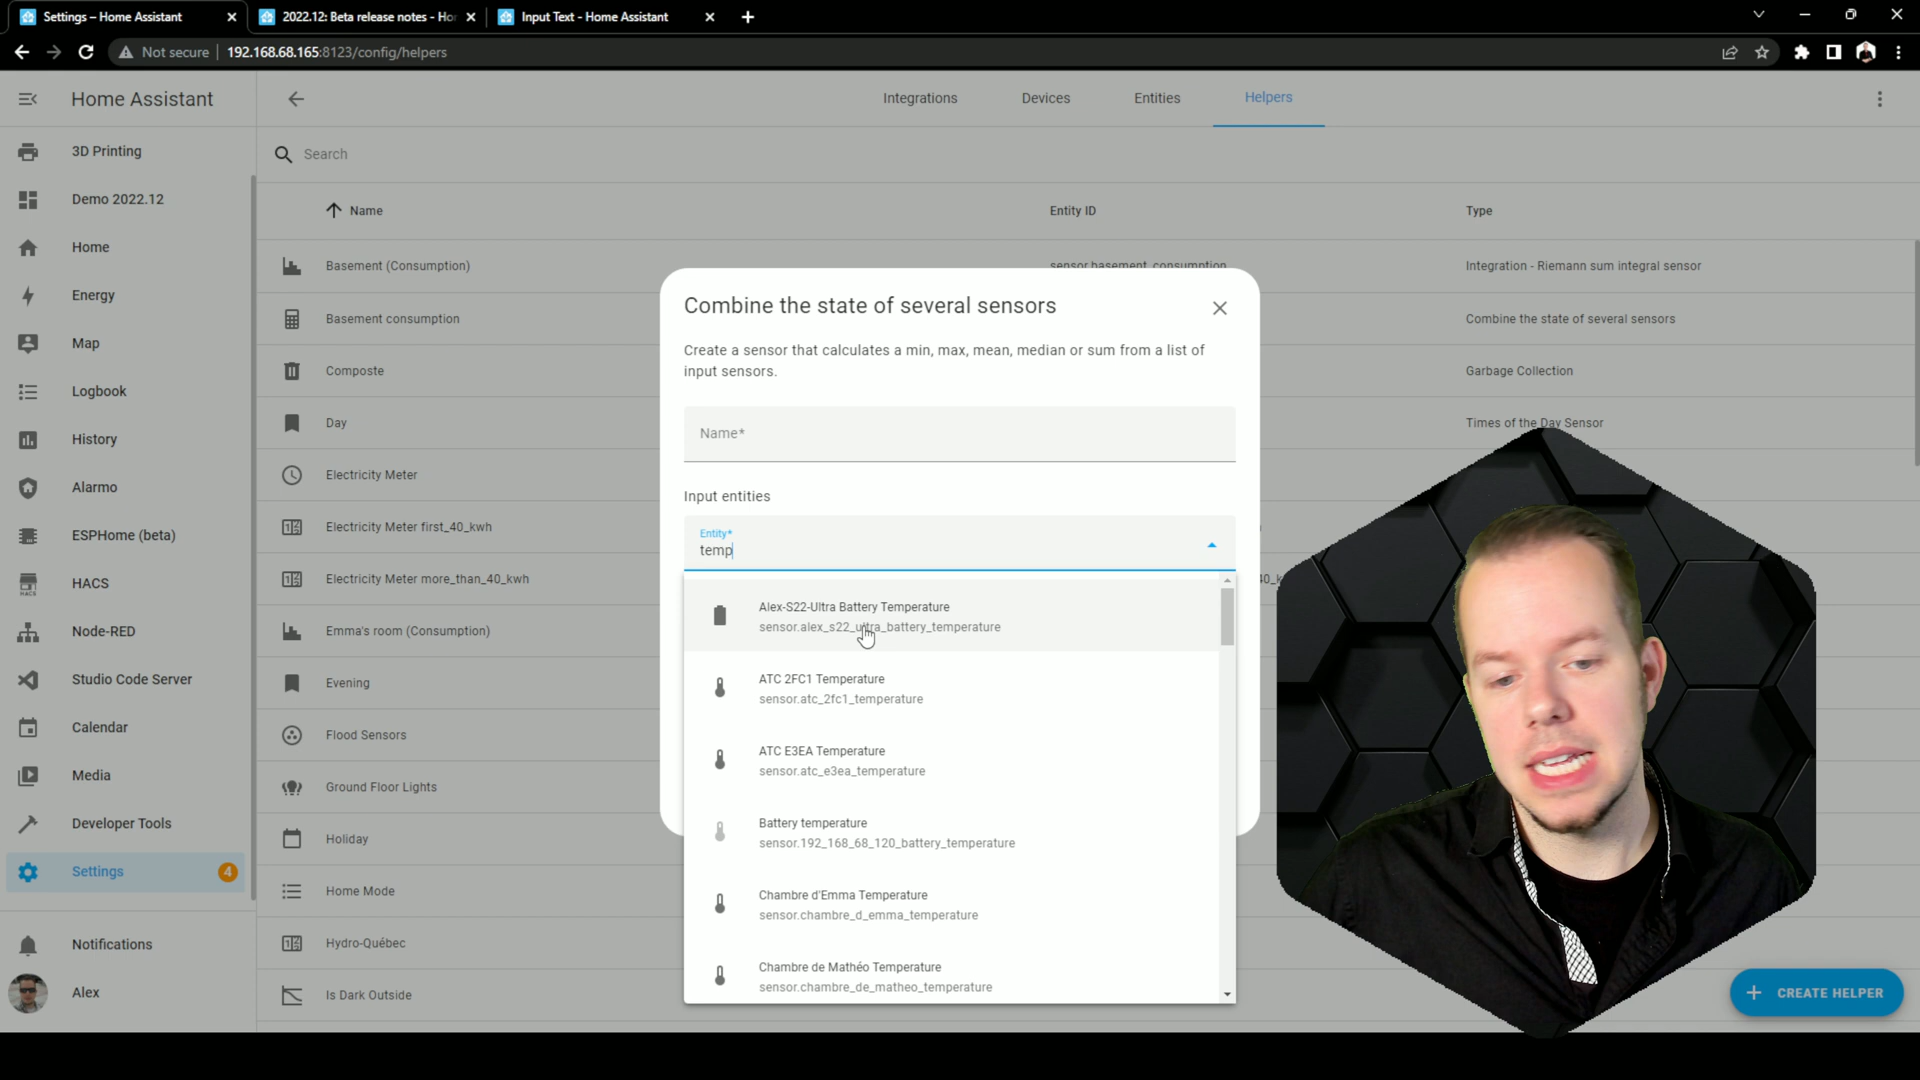 Settings – Home Assistant
2022.12: Beta release notes - Ho
Input Text - Home Assistant
Not secure
192.168.68.165:8123/config/helpers
Home Assistant
Integrations
Devices
Entities
Helpers
3D Printing
Demo 2022.12
Home
Energy
Map
Logbook
History
Alarmo
ESPHome (beta)
HACS
HACS
Node-RED
Studio Code Server
Calendar
Media
Developer Tools
Settings
4
Notifications
Alex
Search
Name
Entity ID
Type
Basement (Consumption)
sensor.basement_consumption
Integration - Riemann sum integral sensor
Basement consumption
Combine the state of several sensors
Composte
Garbage Collection
Day
Times of the Day Sensor
Electricity Meter
Electricity Meter first_40_kwh
Electricity Meter more_than_40_kwh
Emma's room (Consumption)
Evening
Flood Sensors
Ground Floor Lights
Holiday
Home Mode
Hydro-Québec
Is Dark Outside
Combine the state of several sensors
Create a sensor that calculates a min, max, mean, median or sum from a list of
input sensors.
Name*
Input entities
Entity*
temp
Alex-S22-Ultra Battery Temperature
sensor.alex_s22_ultra_battery_temperature
ATC 2FC1 Temperature
sensor.atc_2fc1_temperature
ATC E3EA Temperature
sensor.atc_e3ea_temperature
Battery temperature
sensor.192_168_68_120_battery_temperature
Chambre d'Emma Temperature
sensor.chambre_d_emma_temperature
Chambre de Mathéo Temperature
sensor.chambre_de_matheo_temperature
CREATE HELPER